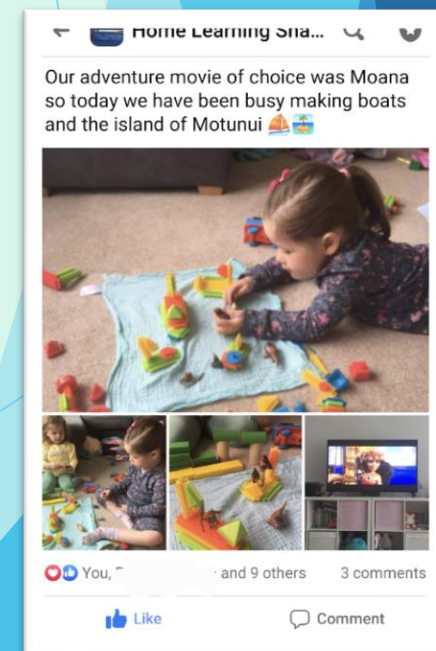 Home Learning Sha...
Our adventure movie of choice was Moana
so today we have been busy making boats
and the island of Motunui ⛵🏝️
You, and 9 others 3 comments
Like Comment